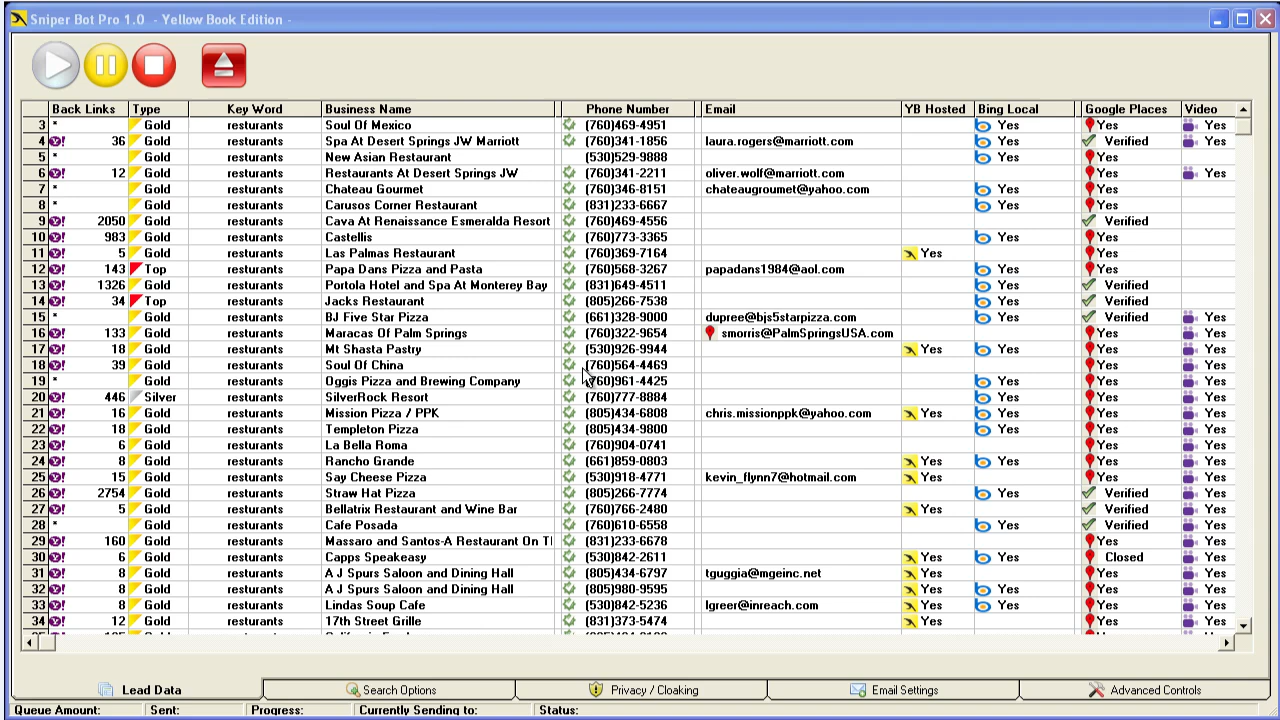 Sniper Bot Pro 1.0 - Yellow Book Edition -
Back Links Type Key Word Business Name Phone Number Email YB Hosted Bing Local Google Places Video
3 * Gold resturants Soul Of Mexico (760)469-4951 Yes Yes Yes
4 36 Gold resturants Spa At Desert Springs JW Marriott (760)341-1856 laura.rogers@marriott.com Yes Verified Yes
5 * Gold resturants New Asian Restaurant (530)529-9888 Yes Yes
6 12 Gold resturants Restaurants At Desert Springs JW (760)341-2211 oliver.wolf@marriott.com Yes Yes Yes
7 * Gold resturants Chateau Gourmet (760)346-8151 chateaugroumet@yahoo.com Yes Yes
8 * Gold resturants Carusos Corner Restaurant (831)233-6667 Yes Yes
9 2050 Gold resturants Cava At Renaissance Esmeralda Resort (760)469-4556 Verified
10 983 Gold resturants Castellis (760)773-3365 Yes Yes
11 5 Gold resturants Las Palmas Restaurant (760)369-7164 Yes Yes
12 143 Top resturants Papa Dans Pizza and Pasta (760)568-3267 papadans1984@aol.com Yes Yes
13 1326 Gold resturants Portola Hotel and Spa At Monterey Bay (831)649-4511 Yes Verified
14 34 Top resturants Jacks Restaurant (805)266-7538 Yes Verified
15 * Gold resturants BJ Five Star Pizza (661)328-9000 dupree@bjs5starpizza.com Yes Verified Yes
16 133 Gold resturants Maracas Of Palm Springs (760)322-9654 smorris@PalmSpringsUSA.com Yes Yes
17 18 Gold resturants Mt Shasta Pastry (530)926-9944 Yes Yes Yes Yes
18 39 Gold resturants Soul Of China (760)564-4469 Yes Yes Yes
19 * Gold resturants Oggis Pizza and Brewing Company (760)961-4425 Yes Yes Yes
20 446 Silver resturants SilverRock Resort (760)777-8884 Yes Yes Yes
21 16 Gold resturants Mission Pizza / PPK (805)434-6808 chris.missionppk@yahoo.com Yes Yes Yes Yes
22 18 Gold resturants Templeton Pizza (805)434-9800 Yes Yes Yes
23 6 Gold resturants La Bella Roma (760)904-0741 Yes Yes
24 8 Gold resturants Rancho Grande (661)859-0803 Yes Yes Yes Yes
25 15 Gold resturants Say Cheese Pizza (530)918-4771 kevin_flynn7@hotmail.com Yes Yes Yes
26 2754 Gold resturants Straw Hat Pizza (805)266-7774 Yes Verified Yes
27 5 Gold resturants Bellatrix Restaurant and Wine Bar (760)766-2480 Yes Verified Yes
28 * Gold resturants Cafe Posada (760)610-6558 Yes Verified Yes
29 160 Gold resturants Massaro and Santos-A Restaurant On (831)233-6678 Yes Yes
30 6 Gold resturants Capps Speakeasy (530)842-2611 Yes Yes Closed Yes
31 8 Gold resturants A J Spurs Saloon and Dining Hall (805)434-6797 tguggia@mgeinc.net Yes Yes Yes
32 8 Gold resturants A J Spurs Saloon and Dining Hall (805)980-9595 Yes Yes Yes Yes
33 8 Gold resturants Lindas Soup Cafe (530)842-5236 lgreer@inreach.com Yes Yes Yes Yes
34 12 Gold resturants 17th Street Grille (831)373-5474 Yes Yes Yes
Lead Data Search Options Privacy / Cloaking Email Settings Advanced Controls
Queue Amount: Sent: Progress: Currently Sending to: Status: